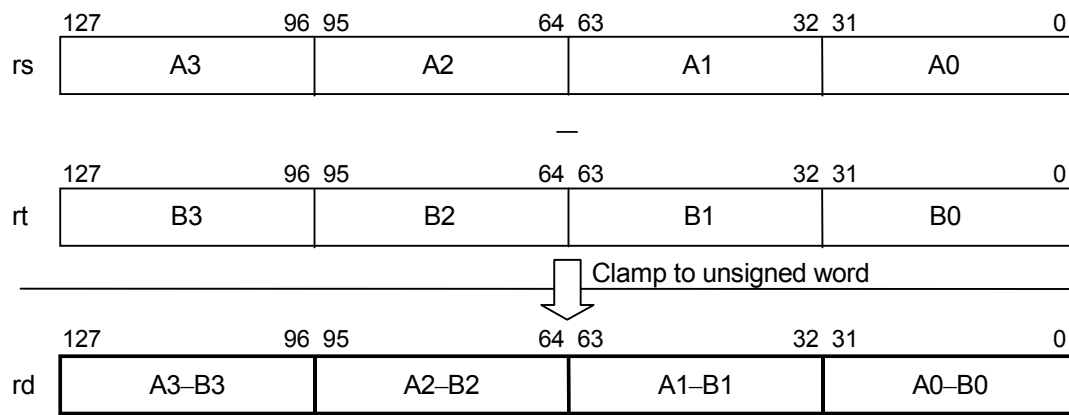 127 96 95 64 63 32 31 0
rs A3 A2 A1 A0
–
127 96 95 64 63 32 31 0
rt B3 B2 B1 B0
Clamp to unsigned word
127 96 95 64 63 32 31 0
rd A3–B3 A2–B2 A1–B1 A0–B0